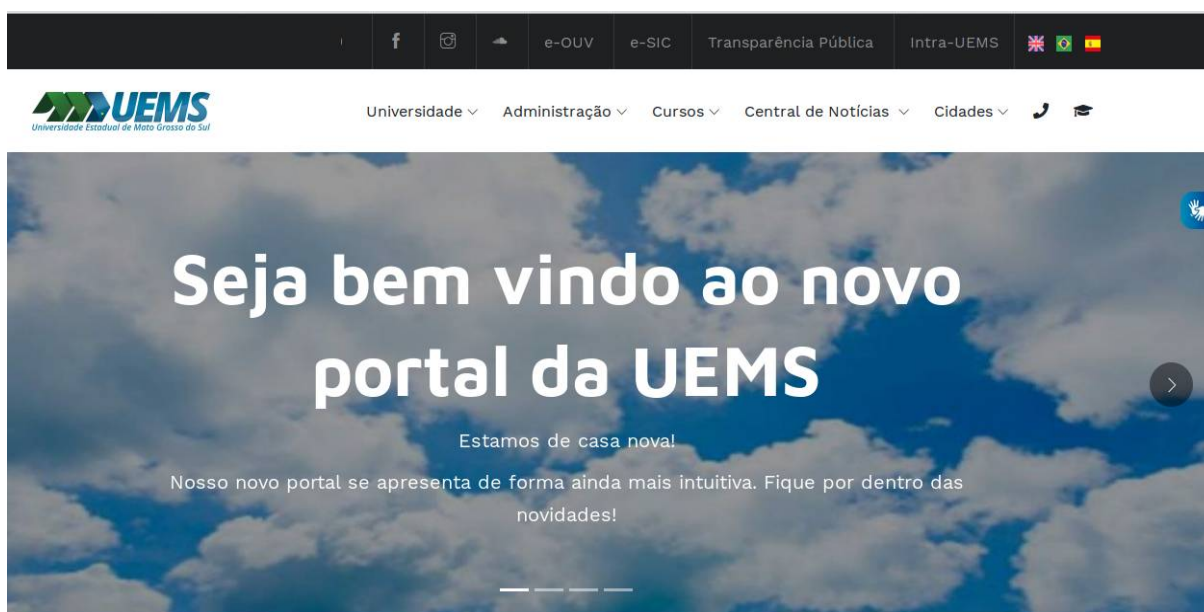 e-OUV e-SIC Transparência Pública Intra-UEMS
UEMS
Universidade Estadual de Mato Grosso do Sul
Universidade Administração Cursos Central de Notícias Cidades
Seja bem vindo ao novo
portal da UEMS
Estamos de casa nova!
Nosso novo portal se apresenta de forma ainda mais intuitiva. Fique por dentro das
novidades!